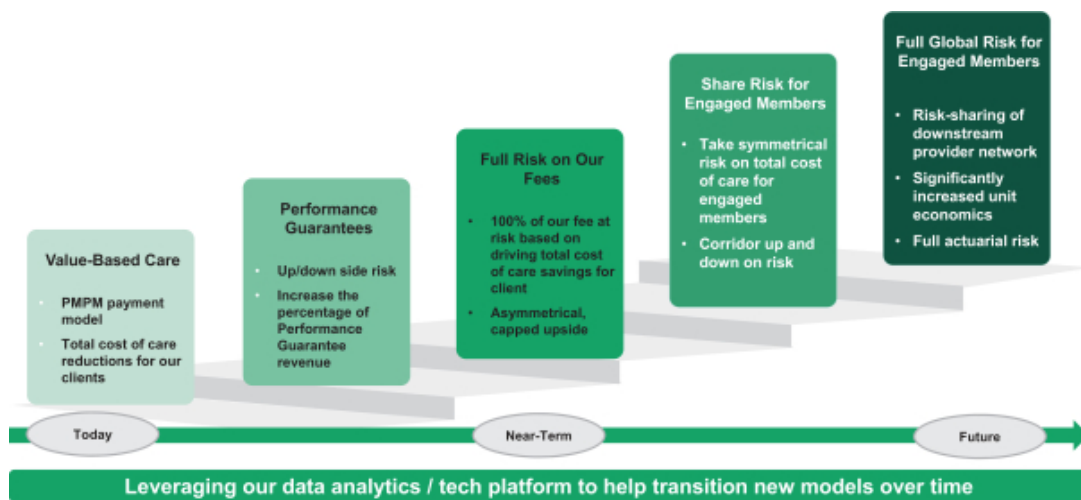 Value-Based Care
• PMPM payment
model
• Total cost of care
reductions for our
clients
Performance
Guarantees
• Up/down side risk
• Increase the
percentage of
Performance
Guarantee
revenue
Full Risk on Our
Fees
• 100% of our fee at
risk based on
driving total cost
of care savings for
client
• Asymmetrical,
capped upside
Share Risk for
Engaged Members
• Take symmetrical
risk on total cost
of care for
engaged
members
• Corridor up and
down on risk
Full Global Risk for
Engaged Members
• Risk-sharing of
downstream
provider network
• Significantly
increased unit
economics
• Full actuarial risk
Today
Near-Term
Future
Leveraging our data analytics / tech platform to help transition new models over time